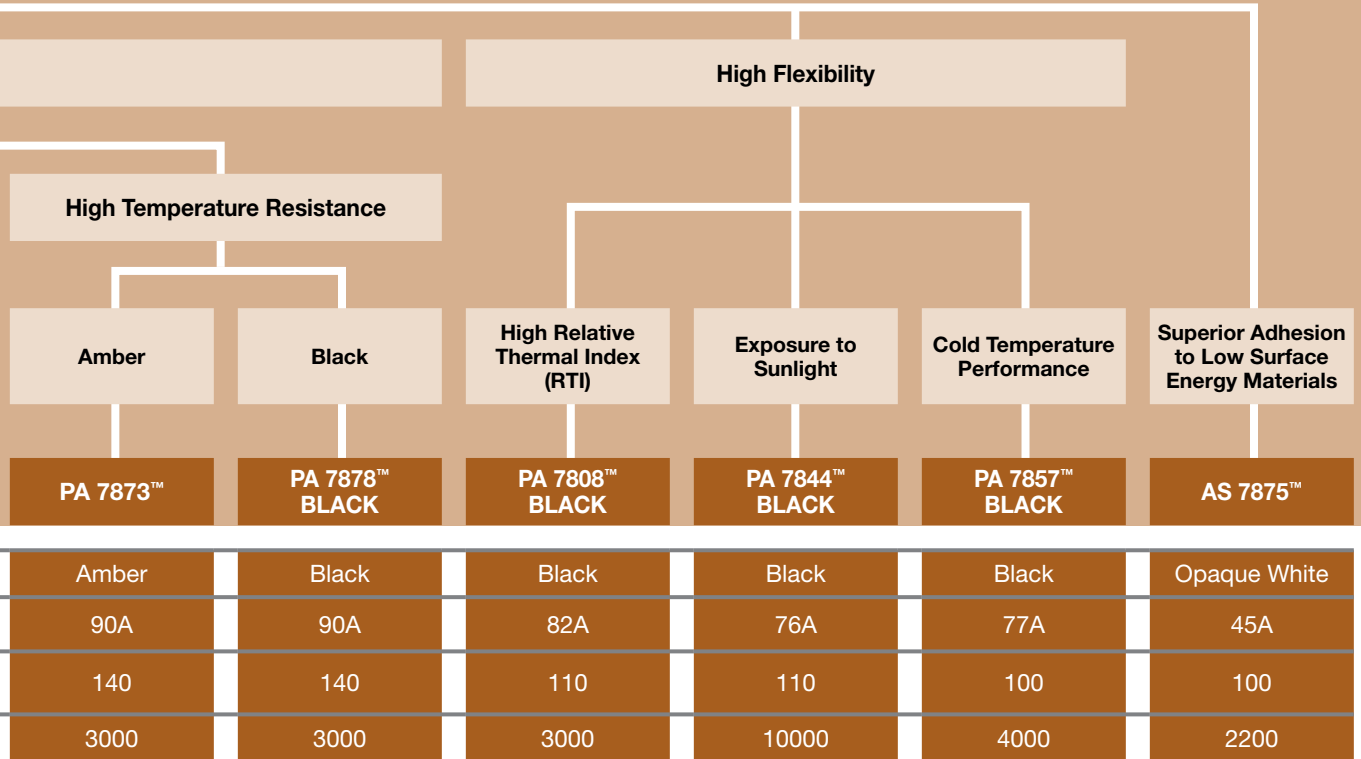 High Flexibility
High Temperature Resistance
Amber
Black
High Relative
Thermal Index
(RTI)
Exposure to
Sunlight
Cold Temperature
Performance
Superior Adhesion
to Low Surface
Energy Materials
PA 7873™
PA 7878™
BLACK
PA 7808™
BLACK
PA 7844™
BLACK
PA 7857™
BLACK
AS 7875™
Amber Black Black Black Black Opaque White
90A 90A 82A 76A 77A 45A
140 140 110 110 100 100
3000 3000 3000 10000 4000 2200